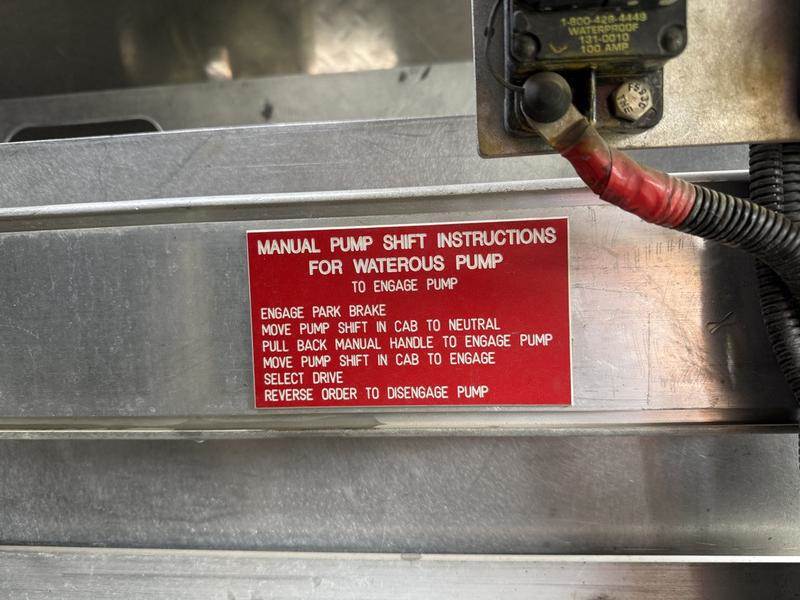 1-800-428-4449
WATERPROOF
131-0010
100 AMP
MANUAL PUMP SHIFT INSTRUCTIONS
FOR WATEROUS PUMP
TO ENGAGE PUMP
ENGAGE PARK BRAKE
MOVE PUMP SHIFT IN CAB TO NEUTRAL
PULL BACK MANUAL HANDLE TO ENGAGE PUMP
MOVE PUMP SHIFT IN CAB TO ENGAGE
SELECT DRIVE
REVERSE ORDER TO DISENGAGE PUMP